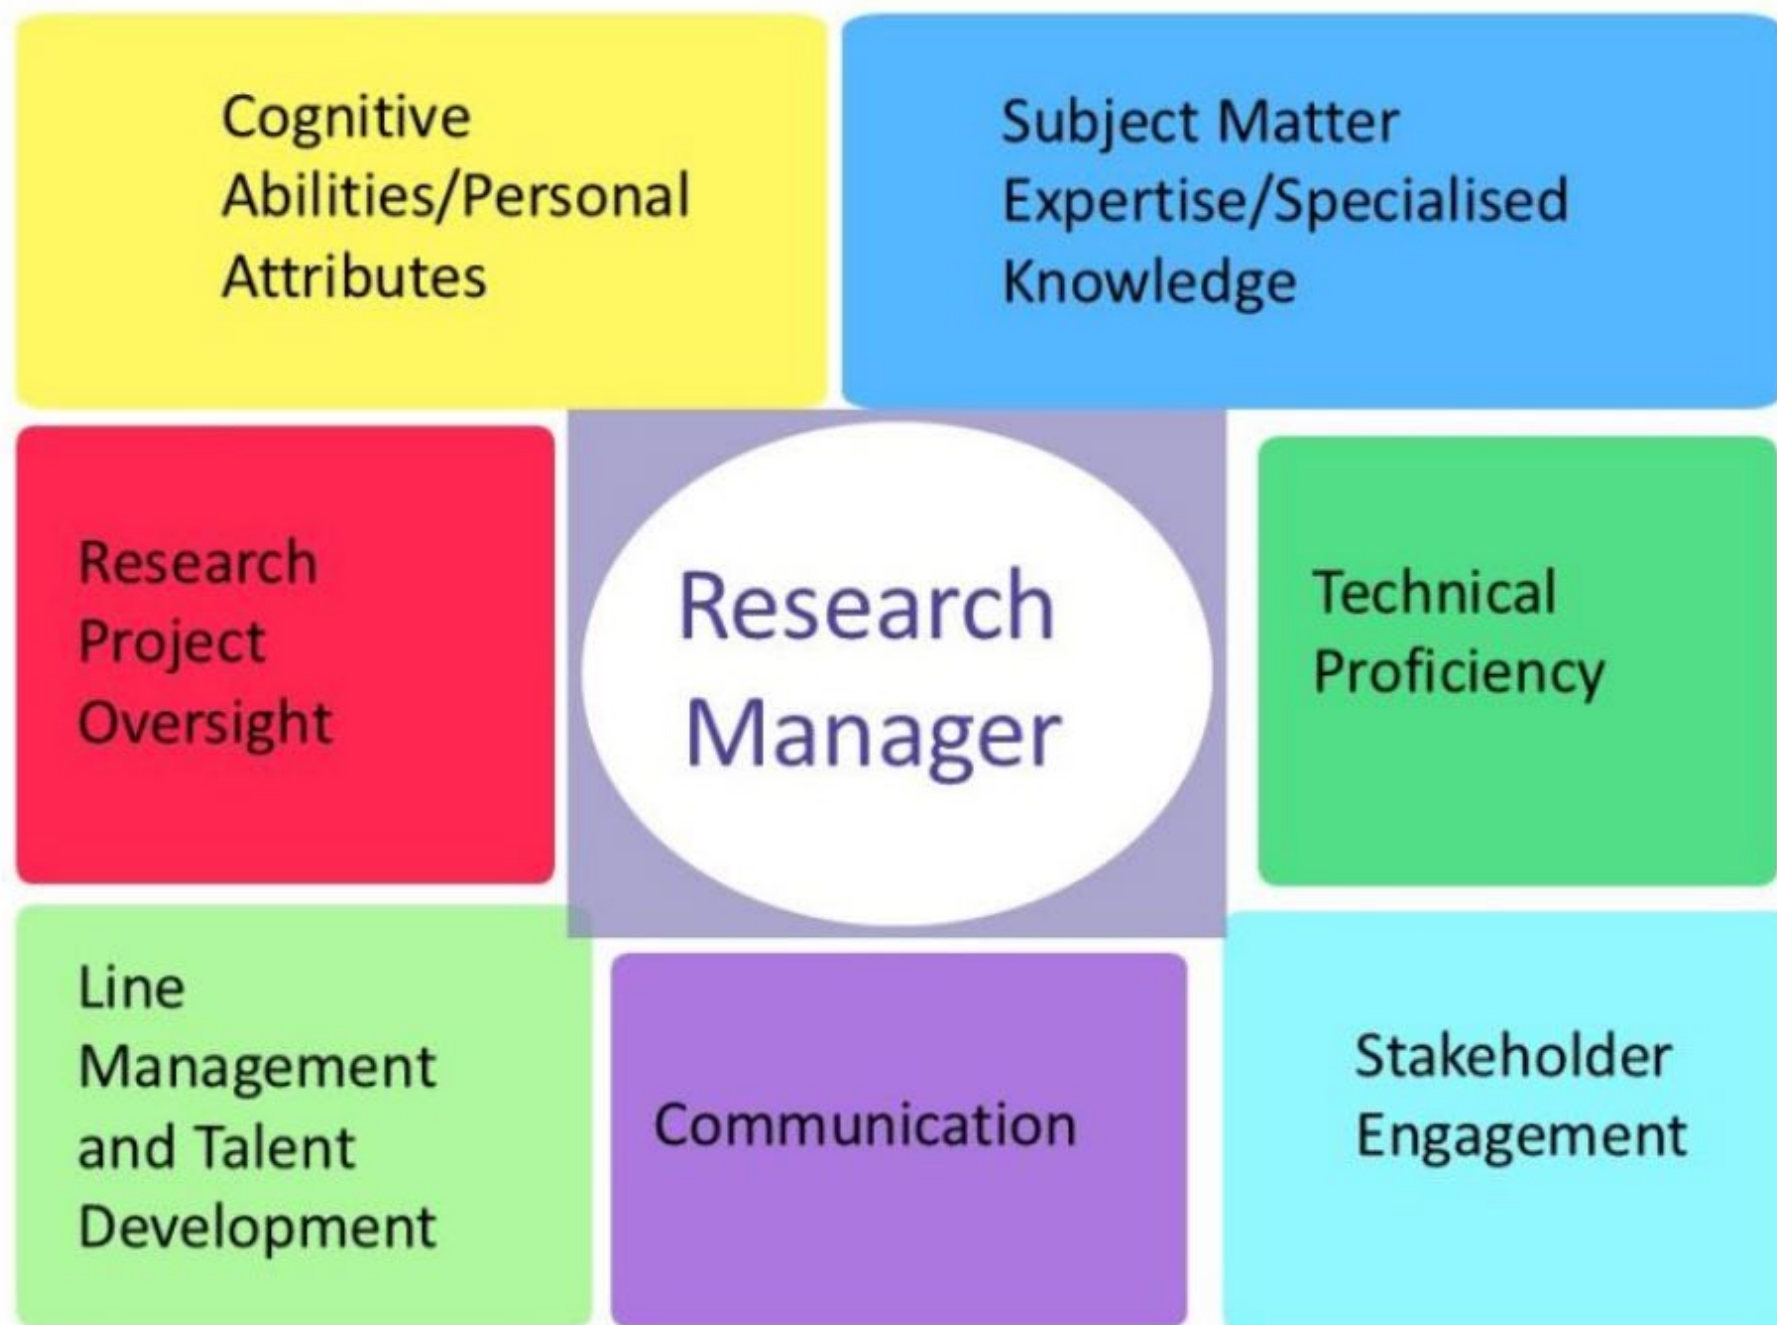 Cognitive
Abilities/Personal
Attributes
Subject Matter
Expertise/Specialised
Knowledge
Research
Project
Oversight
Research
Manager
Technical
Proficiency
Line
Management
and Talent
Development
Communication
Stakeholder
Engagement